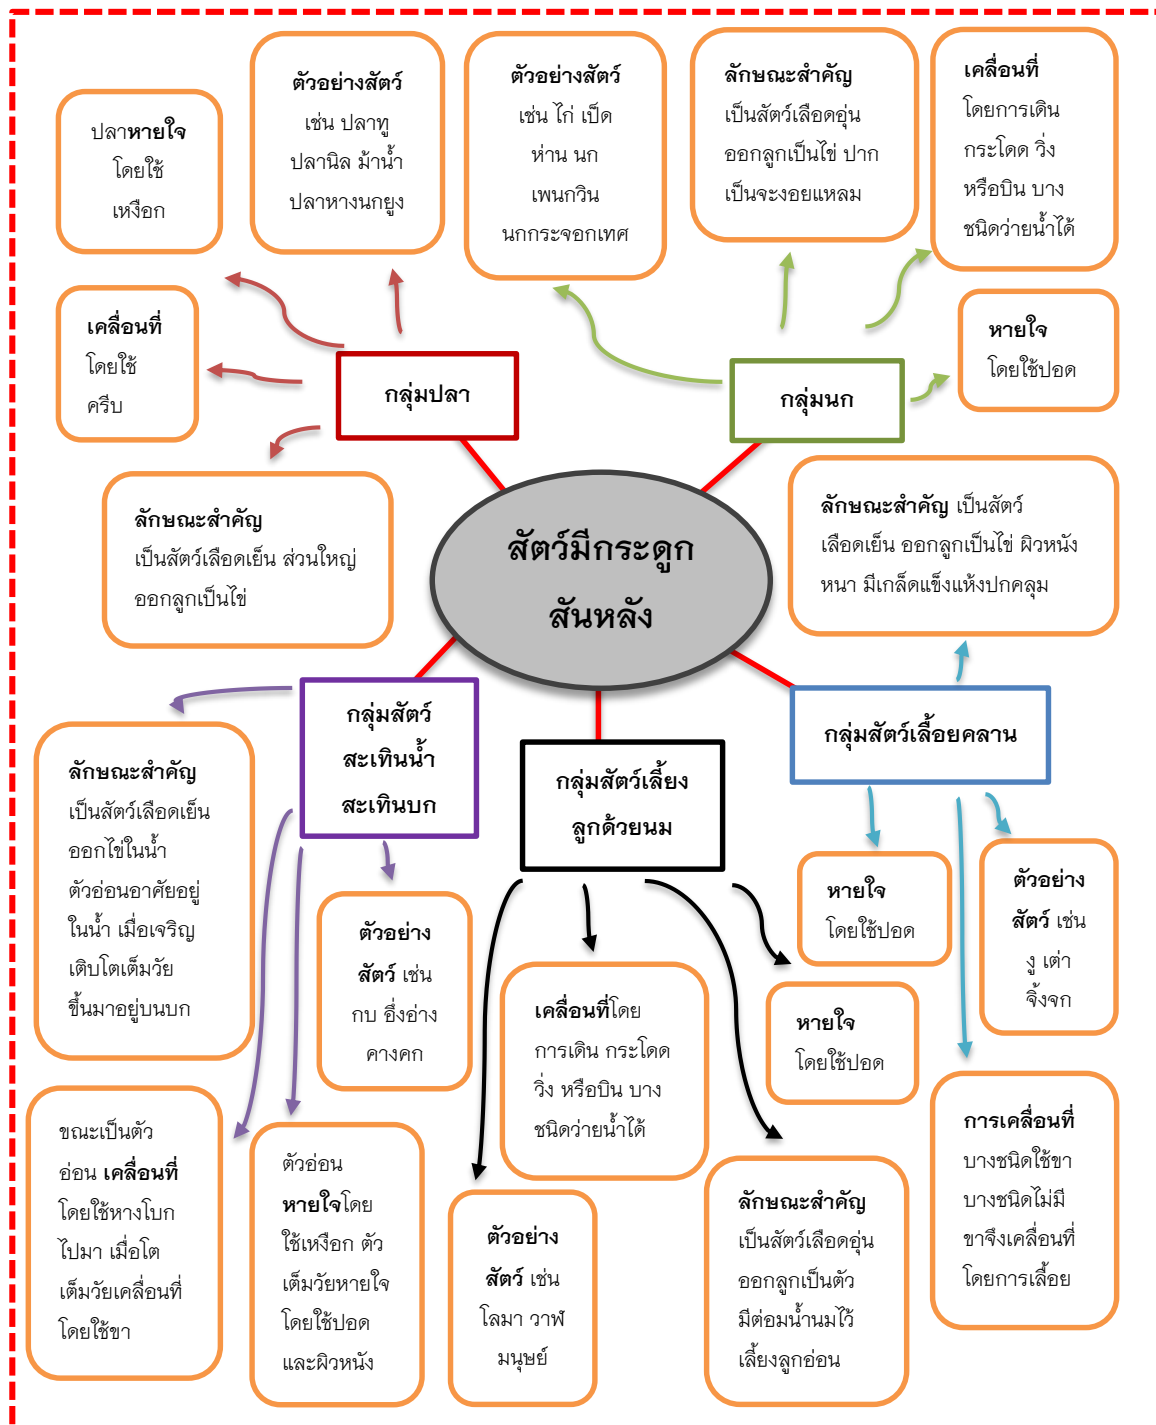 ปลาหายใจ
โดยใช้
เหงือก
ตัวอย่างสัตว์
เช่น ปลาทู
ปลานิล ม้าน้ำ
ปลาหางนกยูง
ตัวอย่างสัตว์
เช่น ไก่ เป็ด
ห่าน นก
เพนกวิน
นกกระจอกเทศ
ลักษณะสำคัญ
เป็นสัตว์เลือดอุ่น
ออกลูกเป็นไข่ ปาก
เป็นจะงอยแหลม
เคลื่อนที่
โดยการเดิน
กระโดด วิ่ง
หรือบิน บาง
ชนิดว่ายน้ำได้
เคลื่อนที่
โดยใช้
ครีบ
กลุ่มปลา
กลุ่มนก
หายใจ
โดยใช้ปอด
ลักษณะสำคัญ
เป็นสัตว์เลือดเย็น ส่วนใหญ่
ออกลูกเป็นไข่
สัตว์มีกระดูก
สันหลัง
ลักษณะสำคัญ เป็นสัตว์
เลือดเย็น ออกลูกเป็นไข่ ผิวหนัง
หนา มีเกล็ดแข็งแห้งปกคลุม
กลุ่มสัตว์
สะเทินน้ำ
สะเทินบก
กลุ่มสัตว์เลี้ยง
ลูกด้วยนม
กลุ่มสัตว์เลื้อยคลาน
ลักษณะสำคัญ
เป็นสัตว์เลือดเย็น
ออกไข่ในน้ำ
ตัวอ่อนอาศัยอยู่
ในน้ำ เมื่อเจริญ
เติบโตเต็มวัย
ขึ้นมาอยู่บนบก
ตัวอย่าง
สัตว์ เช่น
กบ อึ่งอ่าง
คางคก
หายใจ
โดยใช้ปอด
ตัวอย่าง
สัตว์ เช่น
งู เต่า
จิ้งจก
เคลื่อนที่โดย
การเดิน กระโดด
วิ่ง หรือบิน บาง
ชนิดว่ายน้ำได้
หายใจ
โดยใช้ปอด
ขณะเป็นตัว
อ่อน เคลื่อนที่
โดยใช้หางโบก
ไปมา เมื่อโต
เต็มวัยเคลื่อนที่
โดยใช้ขา
ตัวอ่อน
หายใจโดย
ใช้เหงือก ตัว
เต็มวัยหายใจ
โดยใช้ปอด
และผิวหนัง
ตัวอย่าง
สัตว์ เช่น
โลมา วาฬ
มนุษย์
ลักษณะสำคัญ
เป็นสัตว์เลือดอุ่น
ออกลูกเป็นตัว
มีต่อมน้ำนมไว้
เลี้ยงลูกอ่อน
การเคลื่อนที่
บางชนิดใช้ขา
บางชนิดไม่มี
ขาจึงเคลื่อนที่
โดยการเลื้อย